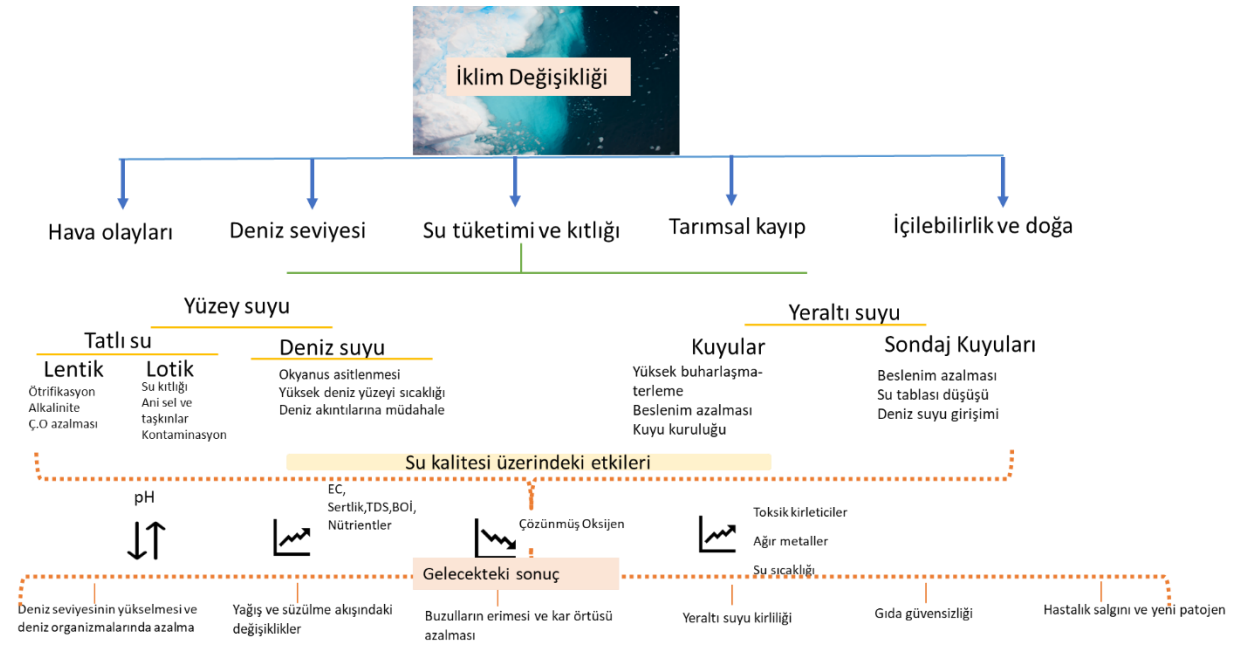 İklim Değişikliği
Hava olayları
Deniz seviyesi
Su tüketimi ve kıtlığı
Tarımsal kayıp
İçilebilirlik ve doğa
Yüzey suyu
Yeraltı suyu
Tatlı su
Deniz suyu
Kuyular
Sondaj Kuyuları
Lentik
Ötrifikasyon
Alkalinite
Ç.O azalması
Lotik
Su kıtlığı
Ani sel ve
taşkınlar
Kontaminasyon
Okyanus asitlenmesi
Yüksek deniz yüzeyi sıcaklığı
Deniz akıntılarına müdahale
Yüksek buharlaşma-
terleme
Beslenim azalması
Kuyu kuruluğu
Beslenim azalması
Su tablası düşüşü
Deniz suyu girişimi
Su kalitesi üzerindeki etkileri
pH
EC,
Sertlik,TDS,BOİ,
Nütrientler
Çözünmüş Oksijen
Toksik kirleticiler
Ağır metaller
Su sıcaklığı
Gelecekteki sonuç
Deniz seviyesinin yükselmesi ve
deniz organizmalarında azalma
Yağış ve süzülme akışındaki
değişiklikler
Buzulların erimesi ve kar örtüsü
azalması
Yeraltı suyu kirliliği
Gıda güvensizliği
Hastalık salgını ve yeni patojen